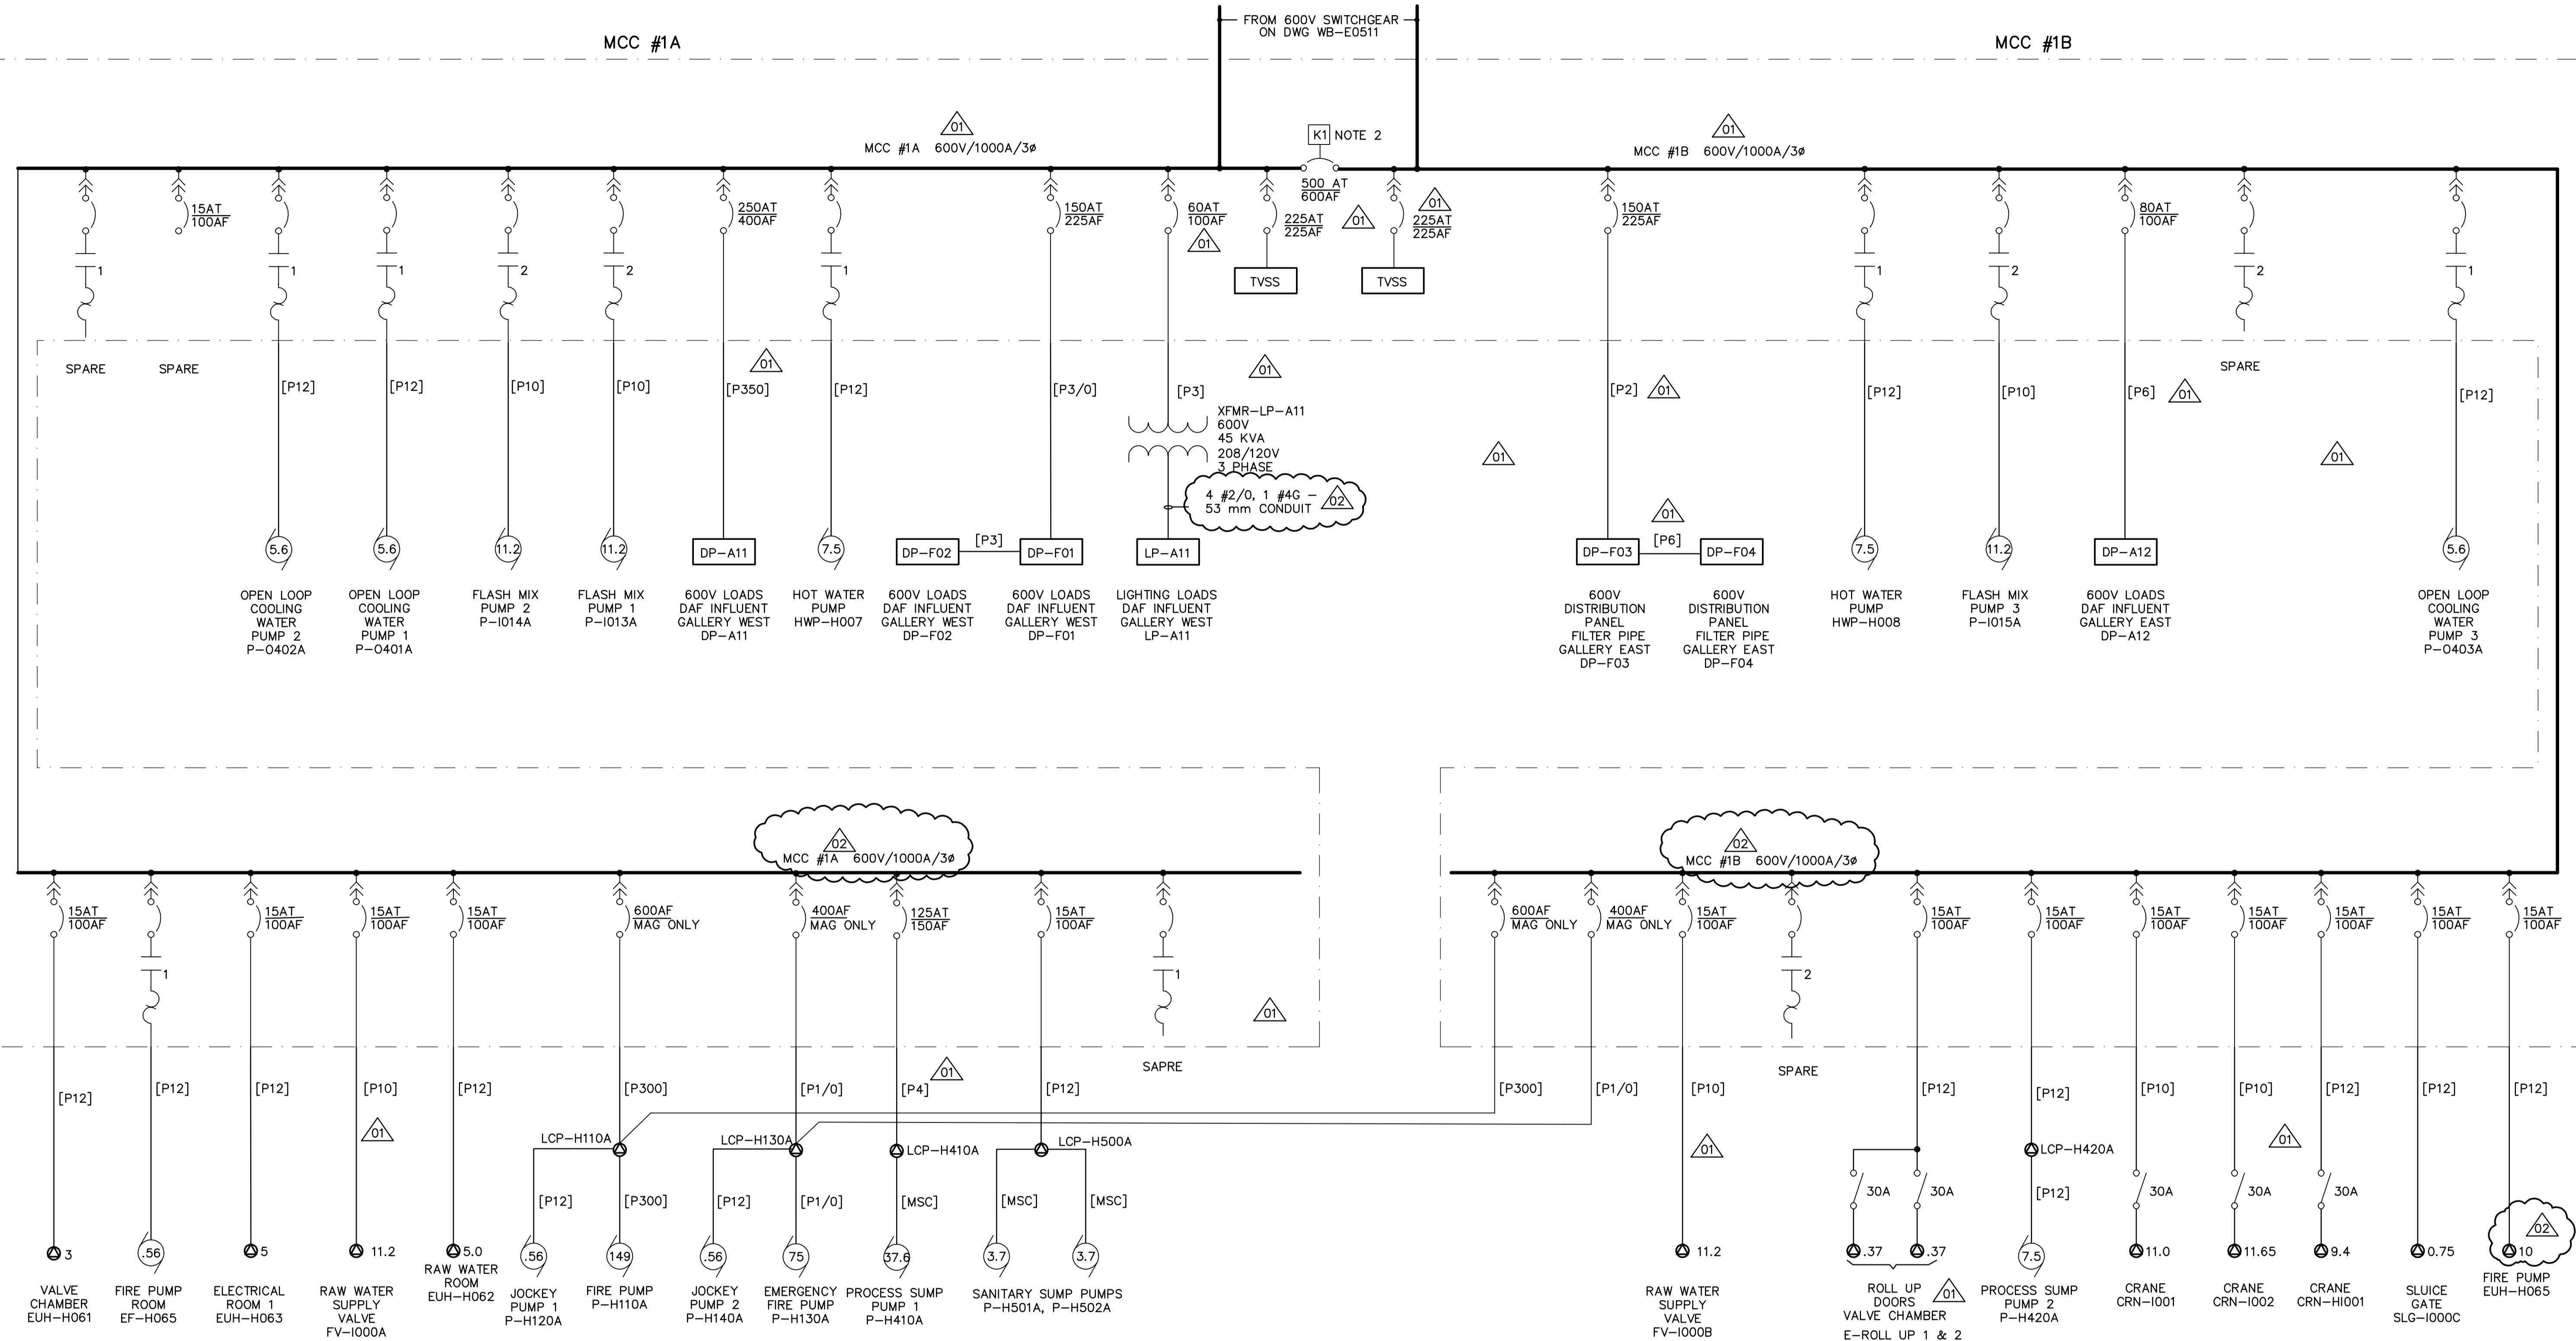 MCC #1A
FROM 600V SWITCHGEAR
ON DWG WB-E0511
MCC #1B
01
MCC #1A 600V/1000A/3ø
K1 NOTE 2
01
MCC #1B 600V/1000A/3ø
1
15AT
100AF
1
1
2
2
250AT
400AF
1
150AT
225AF
60AT
100AF
01
225AT
225AF
TVSS
500 AT
600AF
01
01
225AT
225AF
TVSS
150AT
225AF
1
2
80AT
100AF
2
1
SPARE
SPARE
[P12]
[P12]
[P10]
[P10]
01
[P350]
[P12]
[P3/0]
[P3]
01
XFMR-LP-A11
600V
45 KVA
208/120V
3 PHASE
4 #2/0, 1 #4G -
53 mm CONDUIT
02
01
[P2]
01
[P12]
[P10]
[P6]
01
SPARE
01
[P12]
5.6
5.6
11.2
11.2
DP-A11
7.5
DP-F02
[P3]
DP-F01
LP-A11
DP-F03
[P6]
01
DP-F04
7.5
11.2
DP-A12
5.6
OPEN LOOP
COOLING
WATER
PUMP 2
P-O402A
OPEN LOOP
COOLING
WATER
PUMP 1
P-O401A
FLASH MIX
PUMP 2
P-I014A
FLASH MIX
PUMP 1
P-I013A
600V LOADS
DAF INFLUENT
GALLERY WEST
DP-A11
HOT WATER
PUMP
HWP-H007
600V LOADS
DAF INFLUENT
GALLERY WEST
DP-F02
600V LOADS
DAF INFLUENT
GALLERY WEST
DP-F01
LIGHTING LOADS
DAF INFLUENT
GALLERY WEST
LP-A11
600V
DISTRIBUTION
PANEL
FILTER PIPE
GALLERY EAST
DP-F03
600V
DISTRIBUTION
PANEL
FILTER PIPE
GALLERY EAST
DP-F04
HOT WATER
PUMP
HWP-H008
FLASH MIX
PUMP 3
P-I015A
600V LOADS
DAF INFLUENT
GALLERY EAST
DP-A12
OPEN LOOP
COOLING
WATER
PUMP 3
P-O403A
02
MCC #1A 600V/1000A/3ø
02
MCC #1B 600V/1000A/3ø
15AT
100AF
1
15AT
100AF
15AT
100AF
15AT
100AF
600AF
MAG ONLY
400AF
MAG ONLY
125AT
150AF
15AT
100AF
1
01
600AF
MAG ONLY
400AF
MAG ONLY
15AT
100AF
2
15AT
100AF
15AT
100AF
15AT
100AF
15AT
100AF
15AT
100AF
15AT
100AF
15AT
100AF
[P12]
[P12]
[P12]
[P10]
01
[P12]
[P300]
[P1/0]
[P4]
01
[P12]
SAPRE
[P300]
[P1/0]
[P10]
01
SPARE
[P12]
[P12]
[P10]
[P10]
01
[P12]
[P12]
[P12]
LCP-H110A
LCP-H130A
LCP-H410A
LCP-H500A
LCP-H420A
[P12]
[P300]
[P12]
[P1/0]
[MSC]
[MSC]
[MSC]
30A
30A
[P12]
30A
30A
30A
3
.56
5
11.2
5.0
.56
149
.56
75
37.6
3.7
3.7
11.2
.37
.37
7.5
11.0
11.65
9.4
0.75
10
02
VALVE
CHAMBER
EUH-H061
FIRE PUMP
ROOM
EF-H065
ELECTRICAL
ROOM 1
EUH-H063
RAW WATER
SUPPLY
VALVE
FV-I000A
RAW WATER
ROOM
EUH-H062
JOCKEY
PUMP 1
P-H120A
FIRE PUMP
P-H110A
JOCKEY
PUMP 2
P-H140A
EMERGENCY
FIRE PUMP
P-H130A
PROCESS SUMP
PUMP 1
P-H410A
SANITARY SUMP PUMPS
P-H501A, P-H502A
RAW WATER
SUPPLY
VALVE
FV-I000B
ROLL UP
DOORS
01
VALVE CHAMBER
E-ROLL UP 1 & 2
PROCESS SUMP
PUMP 2
P-H420A
CRANE
CRN-I001
CRANE
CRN-I002
CRANE
CRN-HI001
SLUICE
GATE
SLG-I000C
FIRE PUMP
EUH-H065